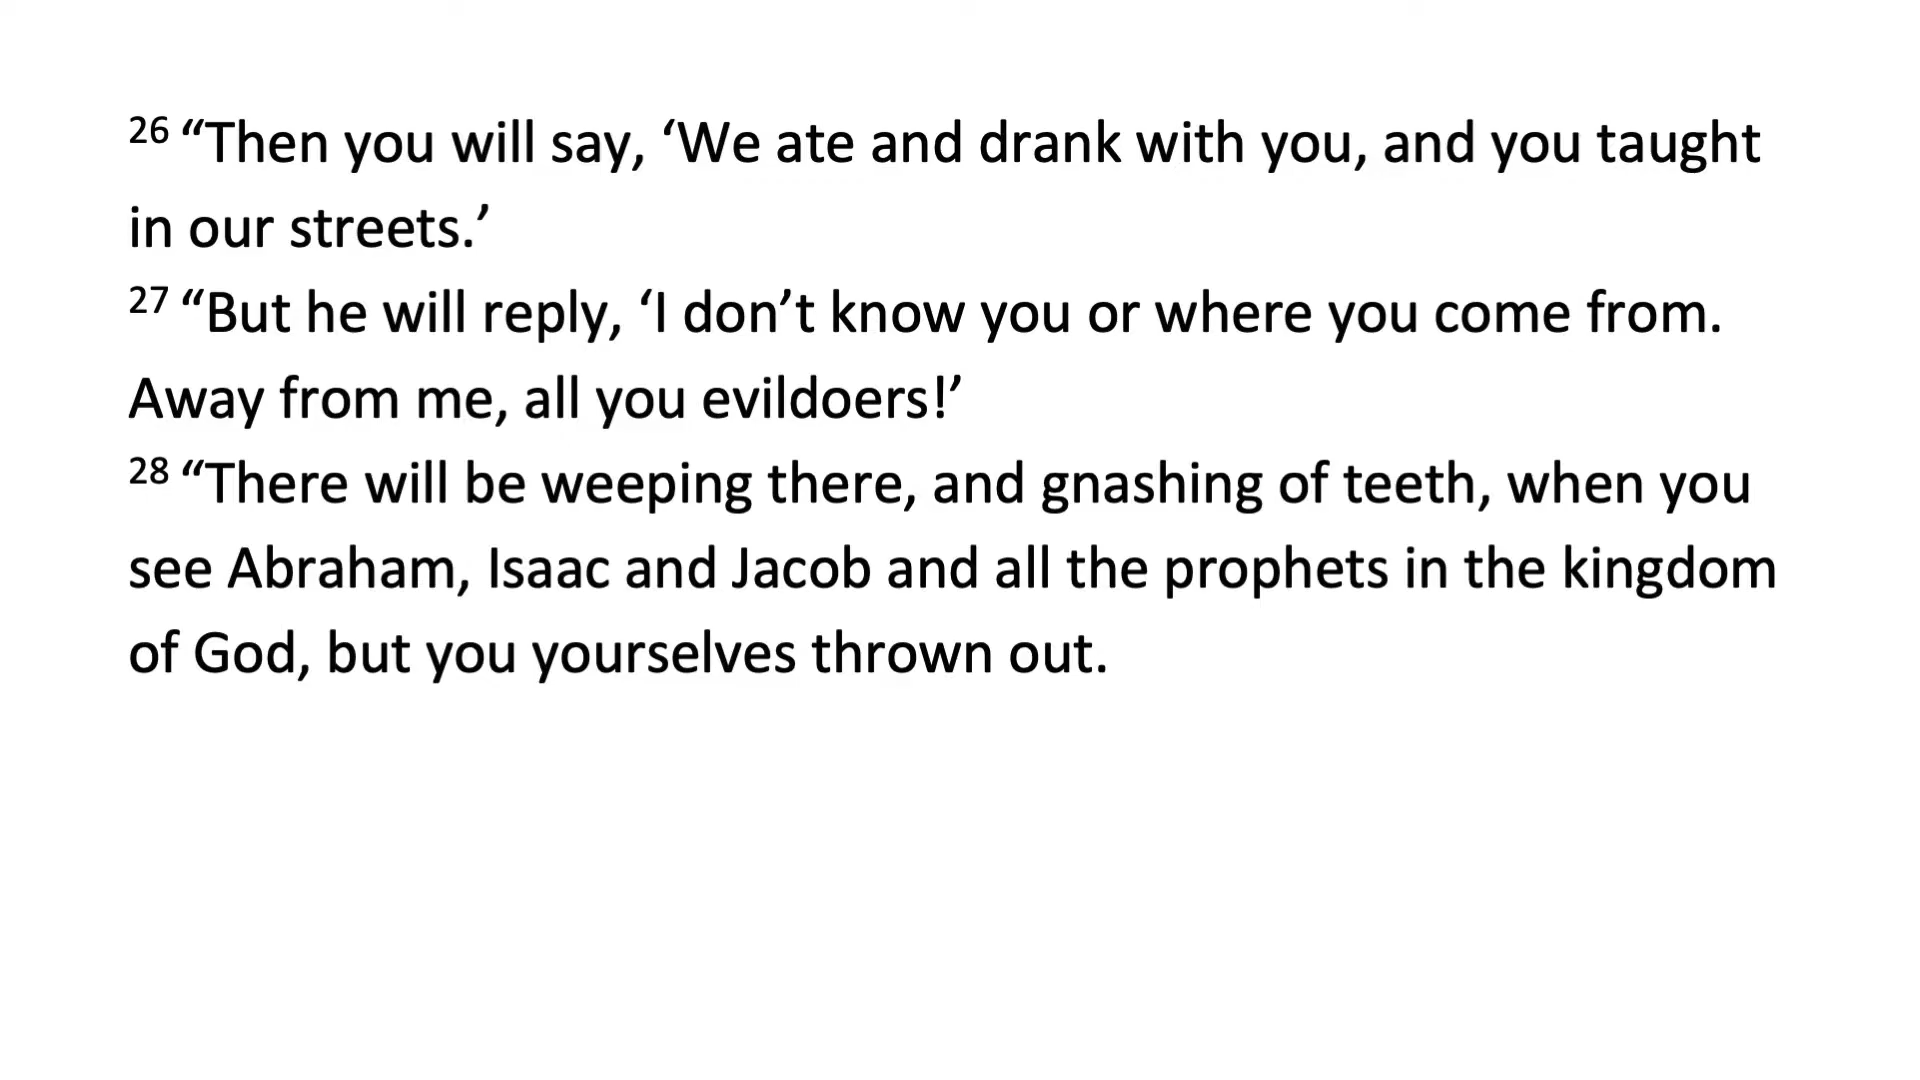 26 “Then you will say, ‘We ate and drank with you, and you taught
in our streets.’
27 “But he will reply, ‘I don’t know you or where you come from.
Away from me, all you evildoers!’
28 “There will be weeping there, and gnashing of teeth, when you
see Abraham, Isaac and Jacob and all the prophets in the kingdom
of God, but you yourselves thrown out.